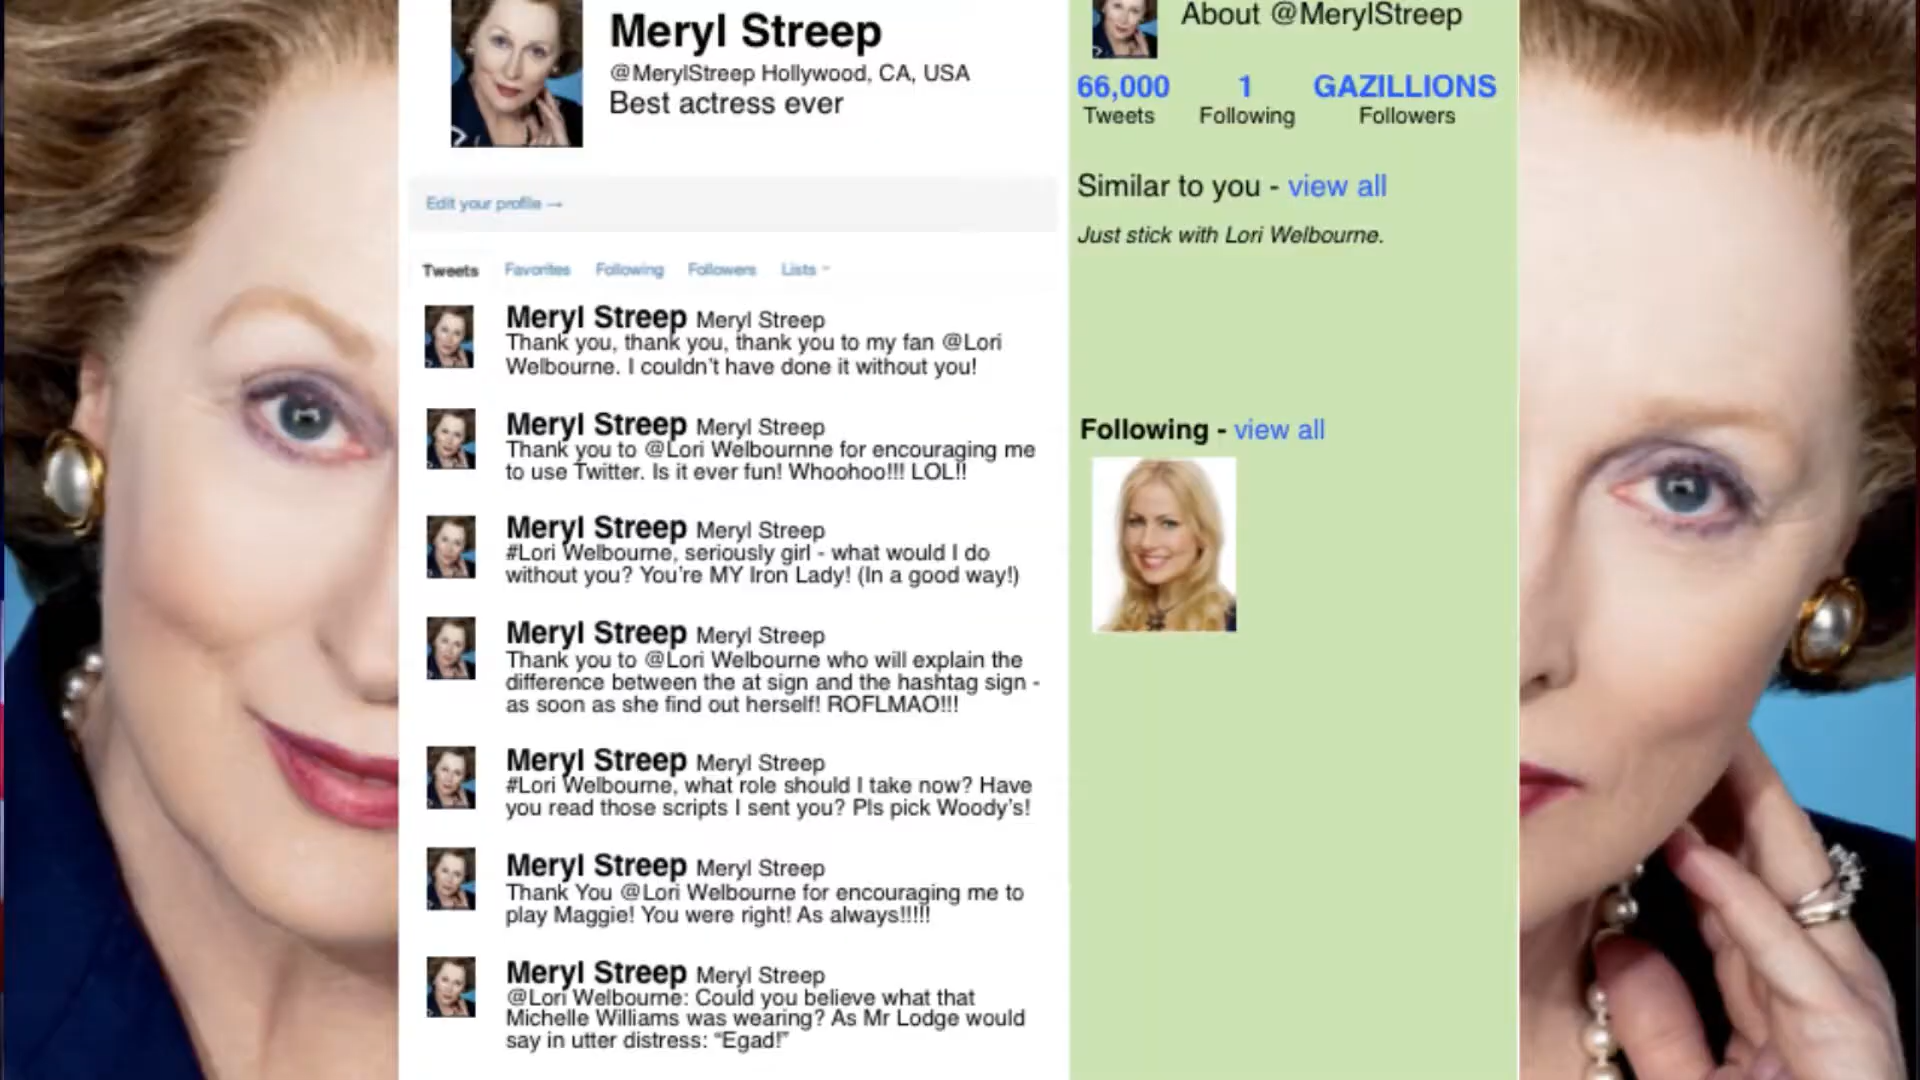 Meryl Streep
@MerylStreep Hollywood, CA, USA
Best actress ever
Edit your profile →
Tweets Favorites Following Followers Lists
Meryl Streep Meryl Streep
Thank you, thank you, thank you to my fan @Lori
Welbourne. I couldn't have done it without you!
Meryl Streep Meryl Streep
Thank you to @Lori Welbournne for encouraging me
to use Twitter. Is it ever fun! Whoohoo!!! LOL!!
Meryl Streep Meryl Streep
#Lori Welbourne, seriously girl - what would I do
without you? You're MY Iron Lady! (In a good way!)
Meryl Streep Meryl Streep
Thank you to @Lori Welbourne who will explain the
difference between the at sign and the hashtag sign -
as soon as she find out herself! ROFLMAO!!!
Meryl Streep Meryl Streep
#Lori Welbourne, what role should I take now? Have
you read those scripts I sent you? Pls pick Woody's!
Meryl Streep Meryl Streep
Thank You @Lori Welbourne for encouraging me to
play Maggie! You were right! As always!!!!!
Meryl Streep Meryl Streep
@Lori Welbourne: Could you believe what that
Michelle Williams was wearing? As Mr Lodge would
say in utter distress: “Egad!”
About @MerylStreep
66,000 1 GAZILLIONS
Tweets Following Followers
Similar to you - view all
Just stick with Lori Welbourne.
Following - view all